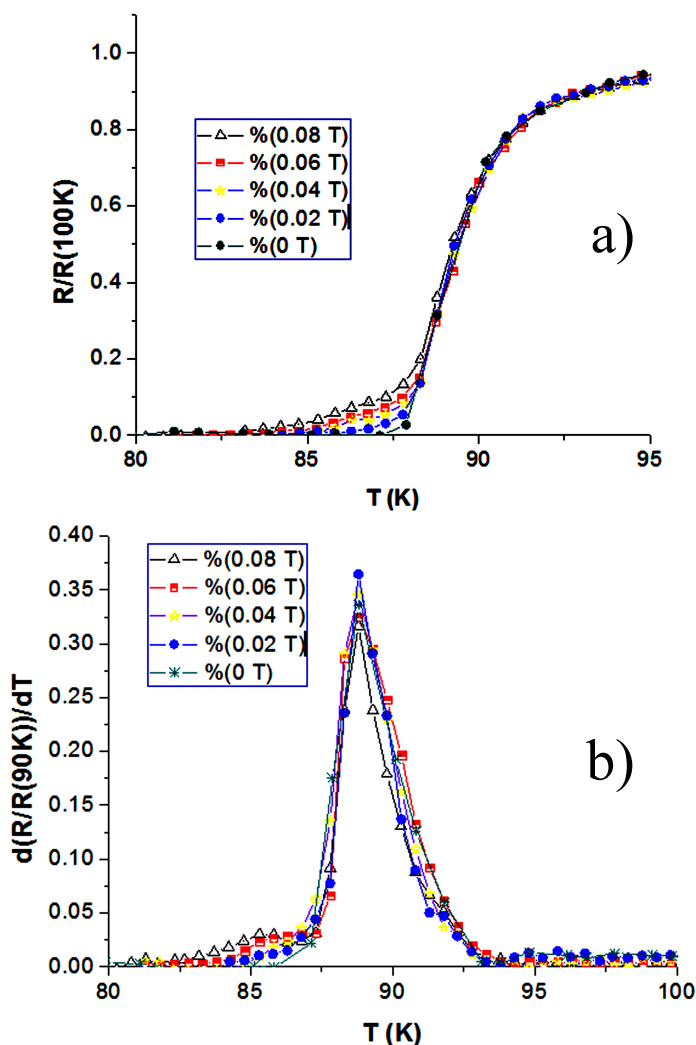 1.0
0.8
0.6
0.4
0.2
0.0
R/R(100K)
%(0.08 T)
%(0.06 T)
%(0.04 T)
%(0.02 T)
%(0 T)
a)
80
85
90
95
T (K)
0.40
0.35
0.30
0.25
0.20
0.15
0.10
0.05
0.00
d(R/R(90K))/dT
%(0.08 T)
%(0.06 T)
%(0.04 T)
%(0.02 T)
%(0 T)
b)
80
85
90
95
100
T (K)